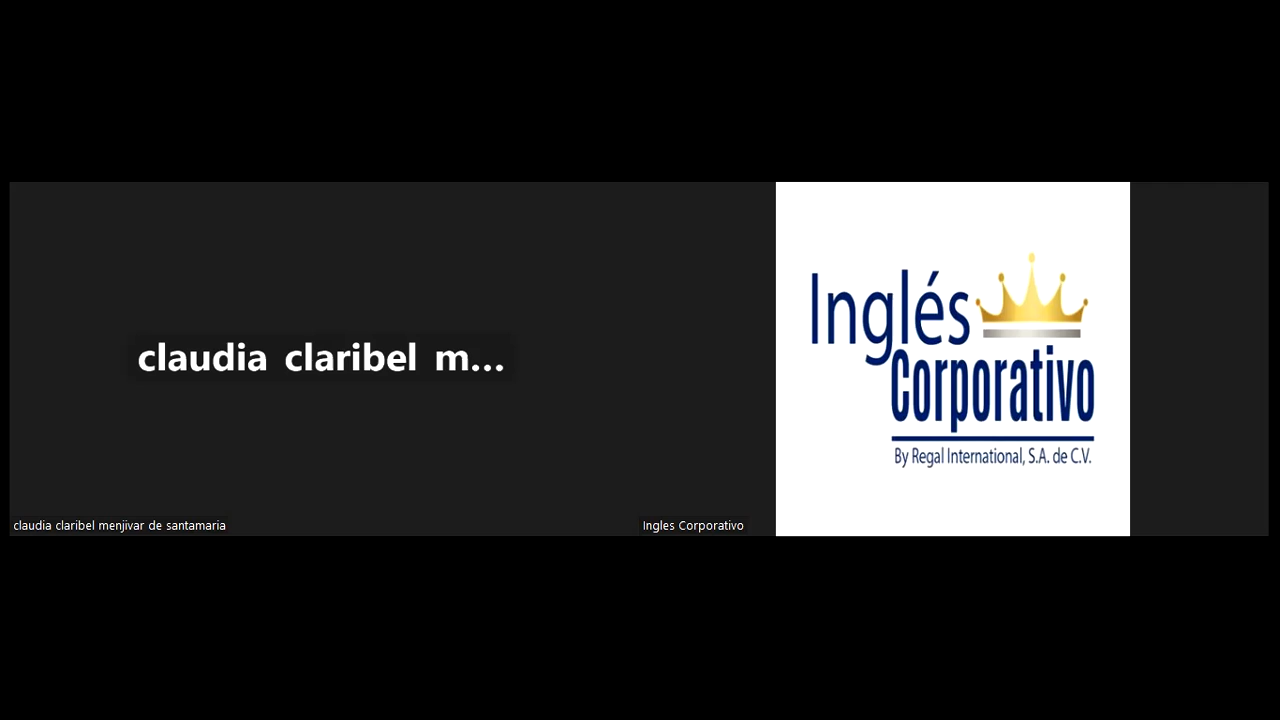 claudia claribel m...
Inglés
Corporativo
By Regal International, S.A. de C.V.
claudia claribel menjivar de santamaria
Ingles Corporativo